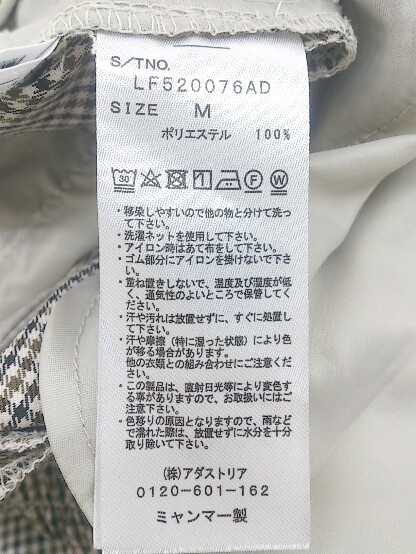 S/TNO.
LF520076AD
SIZE M
ポリエステル 100%
30
F
W
・移染しやすいので他の物と分けて洗っ
て下さい。
・洗濯ネットを使用して下さい。
・アイロン時はあて布をして下さい。
・ゴム部分にアイロンを掛けないで下さ
い。
・重ね置きしないで、温度及び湿度が低
く、通気性のよいところで保管してく
ださい。
・汗や汚れは放置せずに、すぐに処置し
て下さい。
・汗や摩擦（特に湿った状態）により色
が移る場合があります。
他の衣類との組み合わせにご注意くだ
さい。
・この製品は、直射日光等により変色す
る事がありますので、お取扱いにはご
注意下さい。
・色移りの原因となりますので、雨など
で濡れた際は、放置せずに水分を十分
取り除いて下さい。
（株）アダストリア
0120-601-162
ミャンマー製